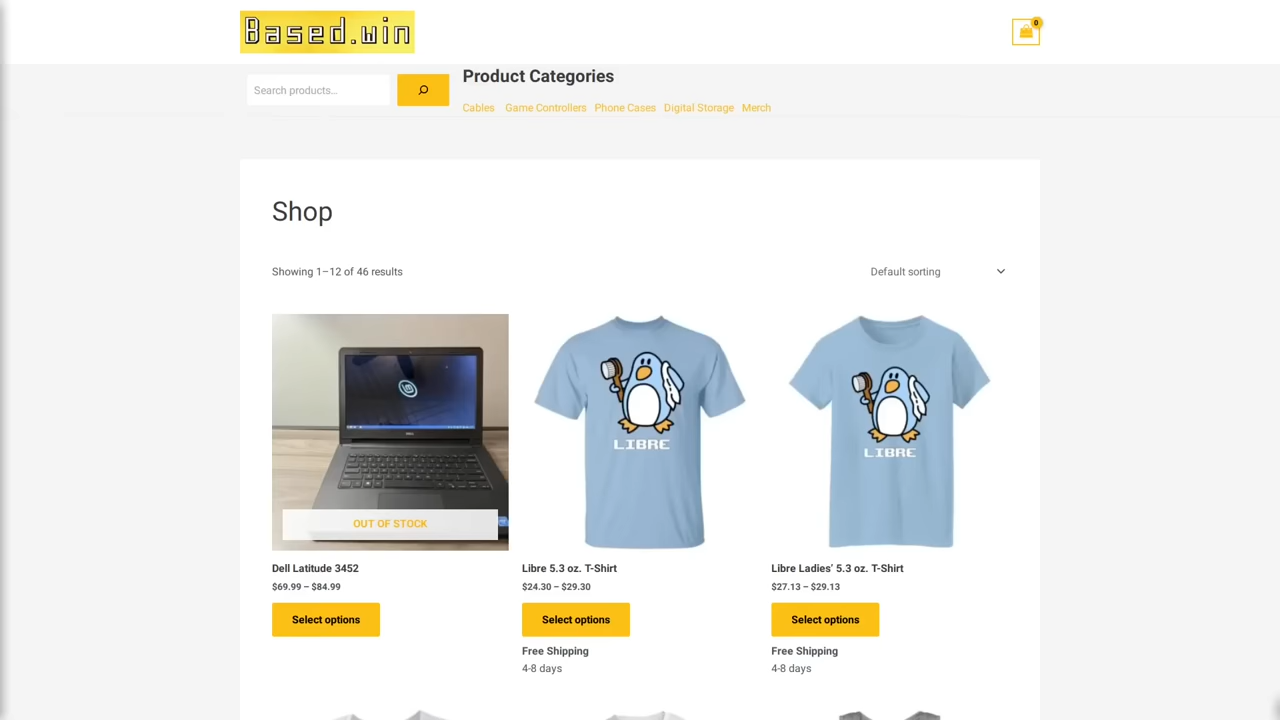 Based.win
0
Search products...
Product Categories
Cables Game Controllers Phone Cases Digital Storage Merch
Shop
Showing 1–12 of 46 results
Default sorting
LIBRE
LIBRE
DELL
OUT OF STOCK
Dell Latitude 3452
$69.99 – $84.99
Select options
Libre 5.3 oz. T-Shirt
$24.30 – $29.30
Select options
Free Shipping
4-8 days
Libre Ladies’ 5.3 oz. T-Shirt
$27.13 – $29.13
Select options
Free Shipping
4-8 days